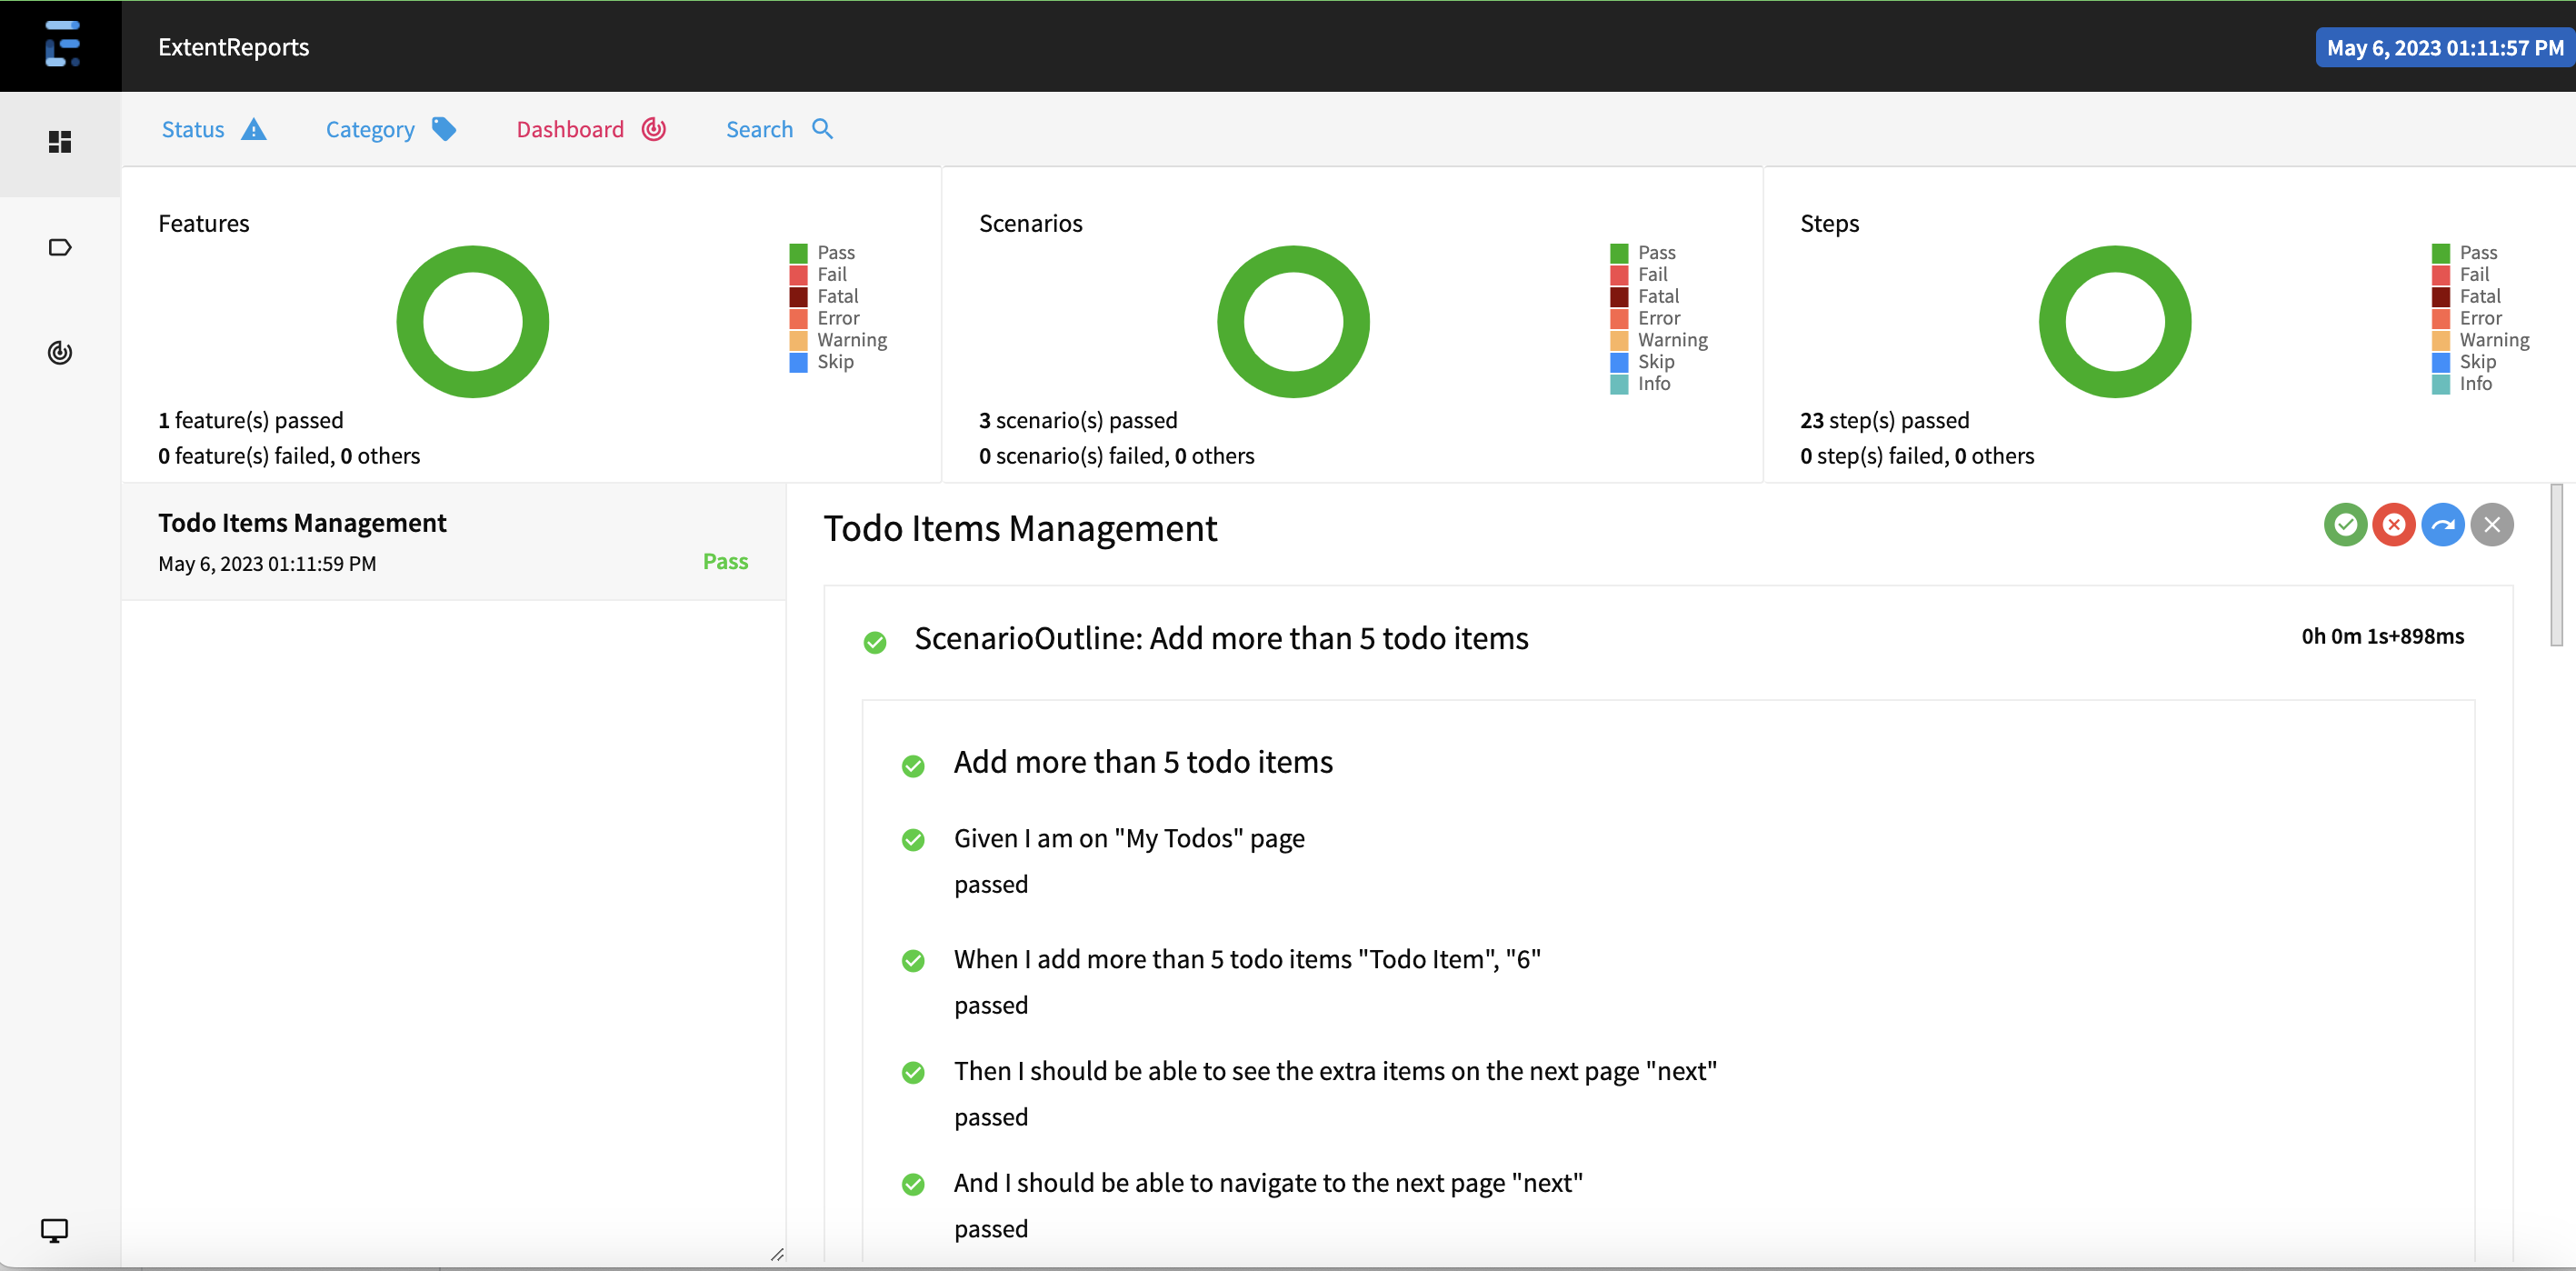 ExtentReports
May 6, 2023 01:11:57 PM
Status
Category
Dashboard
Search
Features
Pass
Fail
Fatal
Error
Warning
Skip
1 feature(s) passed
0 feature(s) failed, 0 others
Scenarios
Pass
Fail
Fatal
Error
Warning
Skip
Info
3 scenario(s) passed
0 scenario(s) failed, 0 others
Steps
Pass
Fail
Fatal
Error
Warning
Skip
Info
23 step(s) passed
0 step(s) failed, 0 others
Todo Items Management
May 6, 2023 01:11:59 PM
Pass
Todo Items Management
ScenarioOutline: Add more than 5 todo items
0h 0m 1s+898ms
Add more than 5 todo items
Given I am on "My Todos" page
passed
When I add more than 5 todo items "Todo Item", "6"
passed
Then I should be able to see the extra items on the next page "next"
passed
And I should be able to navigate to the next page "next"
passed